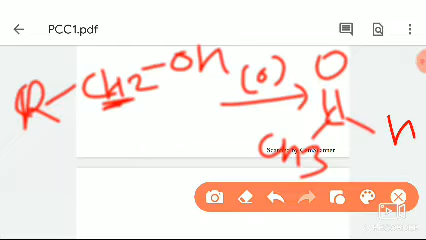 PCC1.pdf
R-CH2-OH (O) O
CH3 H
Scanned by CamScanner